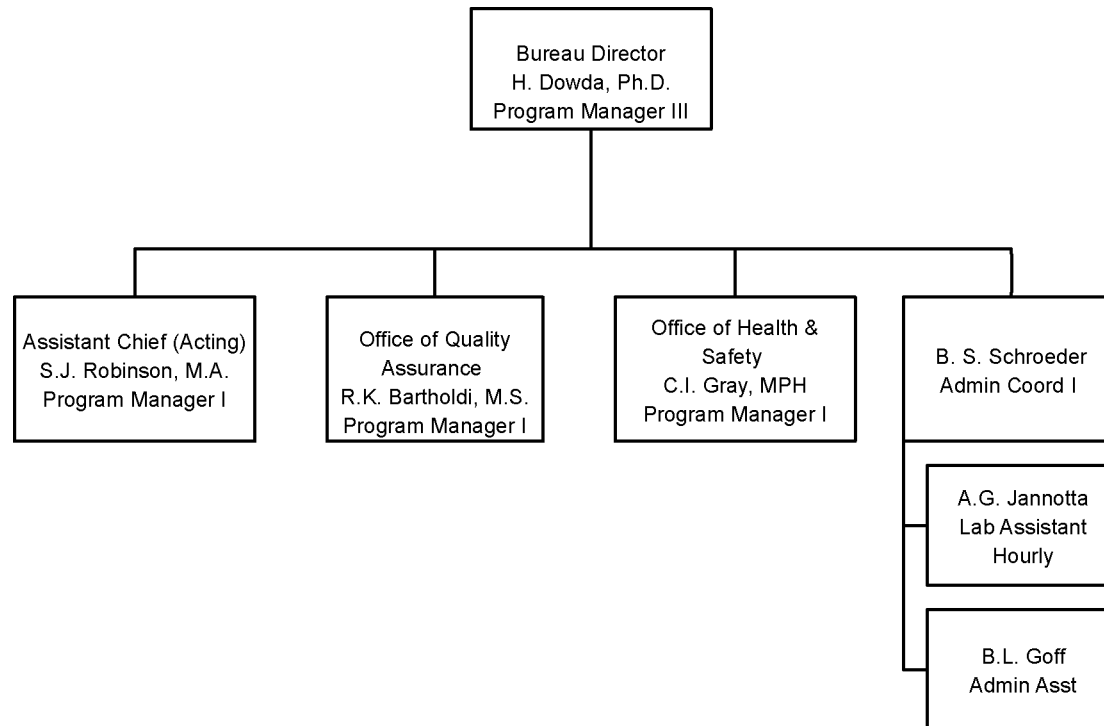 Bureau Director
H. Dowda, Ph.D.
Program Manager III
Assistant Chief (Acting)
S.J. Robinson, M.A.
Program Manager I
Office of Quality
Assurance
R.K. Bartholdi, M.S.
Program Manager I
Office of Health &
Safety
C.I. Gray, MPH
Program Manager I
B. S. Schroeder
Admin Coord I
A.G. Jannotta
Lab Assistant
Hourly
B.L. Goff
Admin Asst